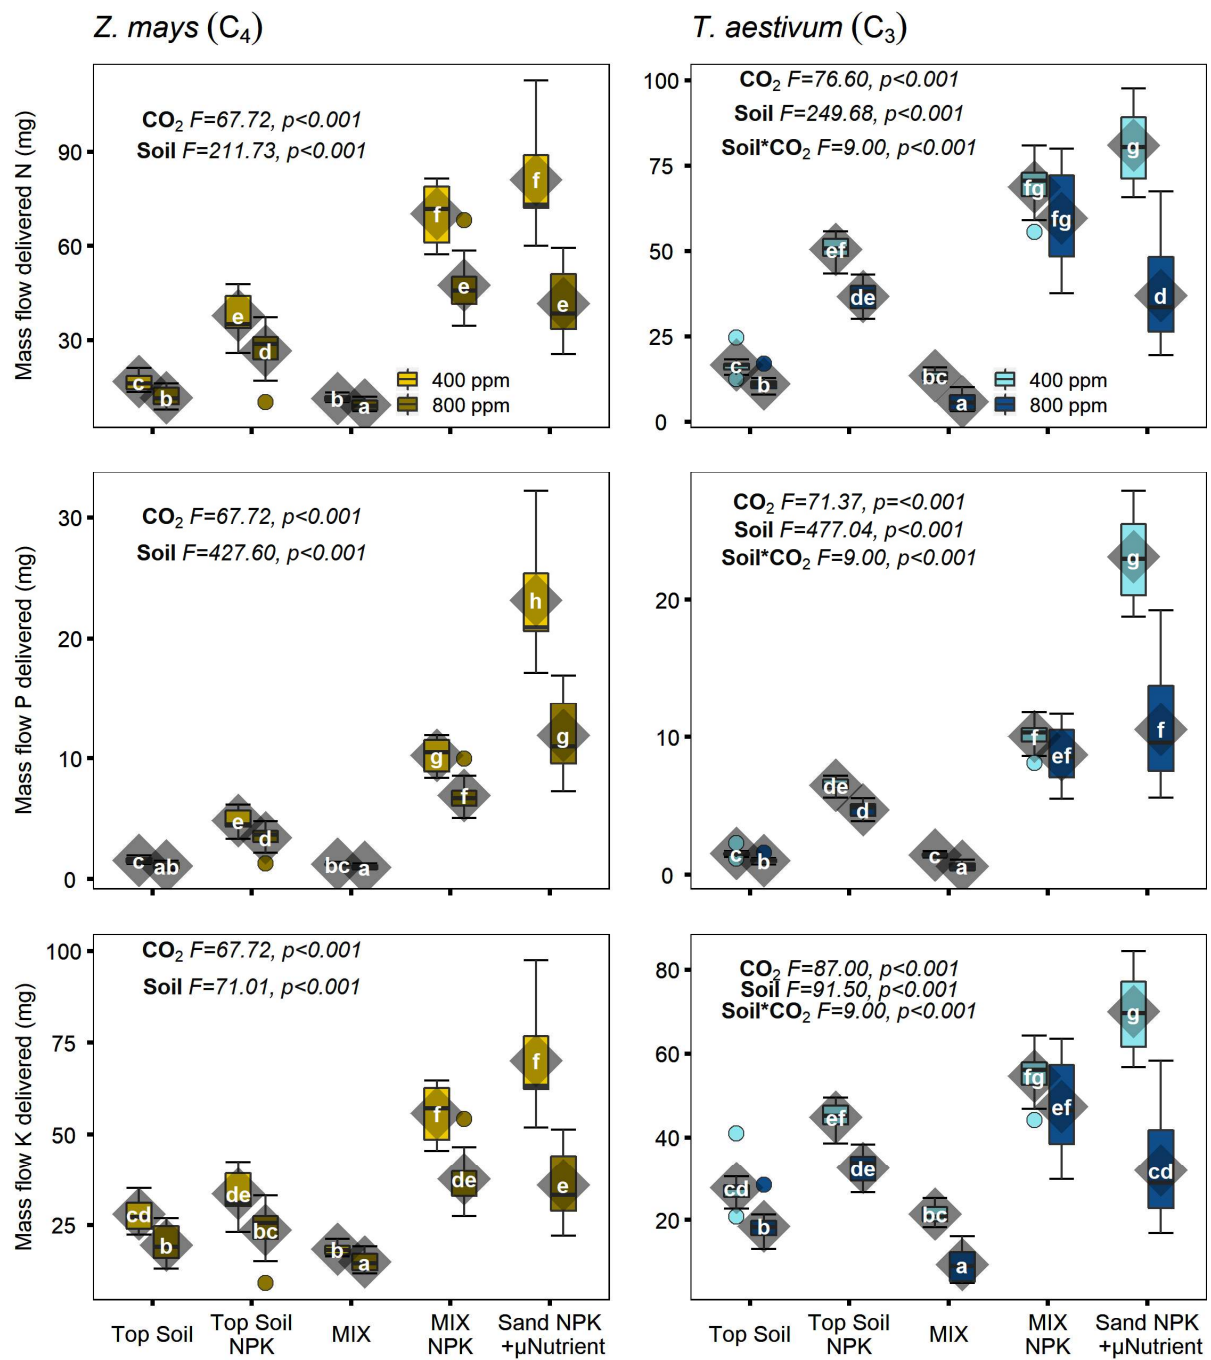 Z. mays (C₄)
T. aestivum (C₃)
Mass flow delivered N (mg)
90
60
30
CO₂ F=67.72, p<0.001
Soil F=211.73, p<0.001
c
b
e
d
b
a
f
e
f
e
400 ppm
800 ppm
100
75
50
25
0
CO₂ F=76.60, p<0.001
Soil F=249.68, p<0.001
Soil*CO₂ F=9.00, p<0.001
c
b
ef
de
bc
a
fg
fg
g
d
400 ppm
800 ppm
Mass flow P delivered (mg)
30
20
10
0
CO₂ F=67.72, p<0.001
Soil F=427.60, p<0.001
c
ab
e
d
bc
a
g
f
h
g
20
10
0
CO₂ F=71.37, p=<0.001
Soil F=477.04, p<0.001
Soil*CO₂ F=9.00, p<0.001
c
b
de
d
c
a
f
ef
g
f
Mass flow K delivered (mg)
100
75
50
25
CO₂ F=67.72, p<0.001
Soil F=71.01, p<0.001
cd
b
de
bc
b
a
f
de
f
e
80
60
40
20
CO₂ F=87.00, p<0.001
Soil F=91.50, p<0.001
Soil*CO₂ F=9.00, p<0.001
cd
b
ef
de
bc
a
fg
ef
g
cd
Top Soil
Top Soil
NPK
MIX
MIX
NPK
Sand NPK
+µNutrient
Top Soil
Top Soil
NPK
MIX
MIX
NPK
Sand NPK
+µNutrient